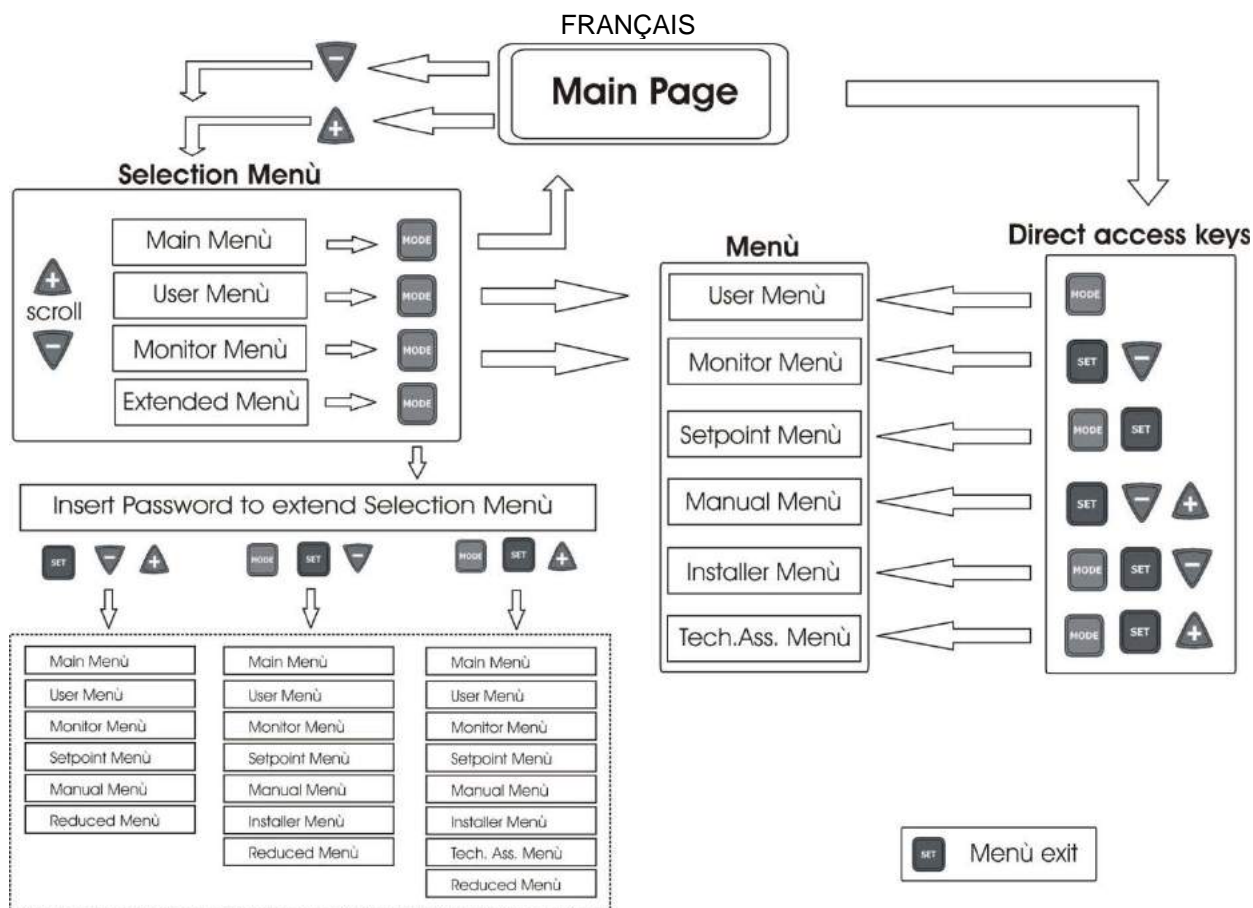 FRANÇAIS
Main Page
Selection Menù
Main Menù
MODE
User Menù
MODE
scroll
Monitor Menù
MODE
Extended Menù
MODE
Insert Password to extend Selection Menù
SET
MODE SET
MODE SET
Main Menù
User Menù
Monitor Menù
Setpoint Menù
Manual Menù
Reduced Menù
Main Menù
User Menù
Monitor Menù
Setpoint Menù
Manual Menù
Installer Menù
Reduced Menù
Main Menù
User Menù
Monitor Menù
Setpoint Menù
Manual Menù
Installer Menù
Tech. Ass. Menù
Reduced Menù
Menù
User Menù
Monitor Menù
Setpoint Menù
Manual Menù
Installer Menù
Tech.Ass. Menù
Direct access keys
MODE
SET
MODE SET
SET
MODE SET
MODE SET
SET Menù exit